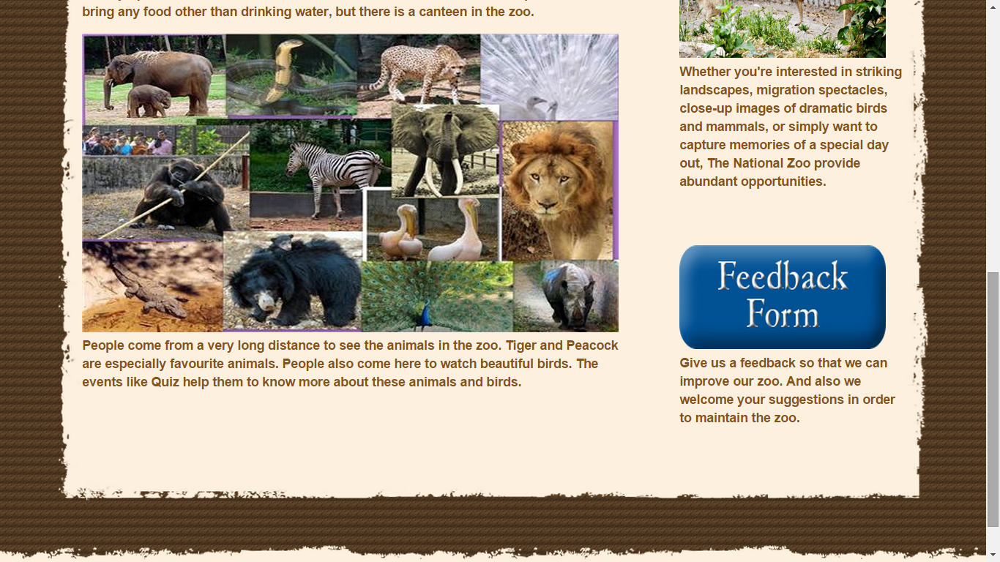 bring any food other than drinking water, but there is a canteen in the zoo.
People come from a very long distance to see the animals in the zoo. Tiger and Peacock
are especially favourite animals. People also come here to watch beautiful birds. The
events like Quiz help them to know more about these animals and birds.
Whether you're interested in striking
landscapes, migration spectacles,
close-up images of dramatic birds
and mammals, or simply want to
capture memories of a special day
out, The National Zoo provide
abundant opportunities.
Feedback
Form
Give us a feedback so that we can
improve our zoo. And also we
welcome your suggestions in order
to maintain the zoo.